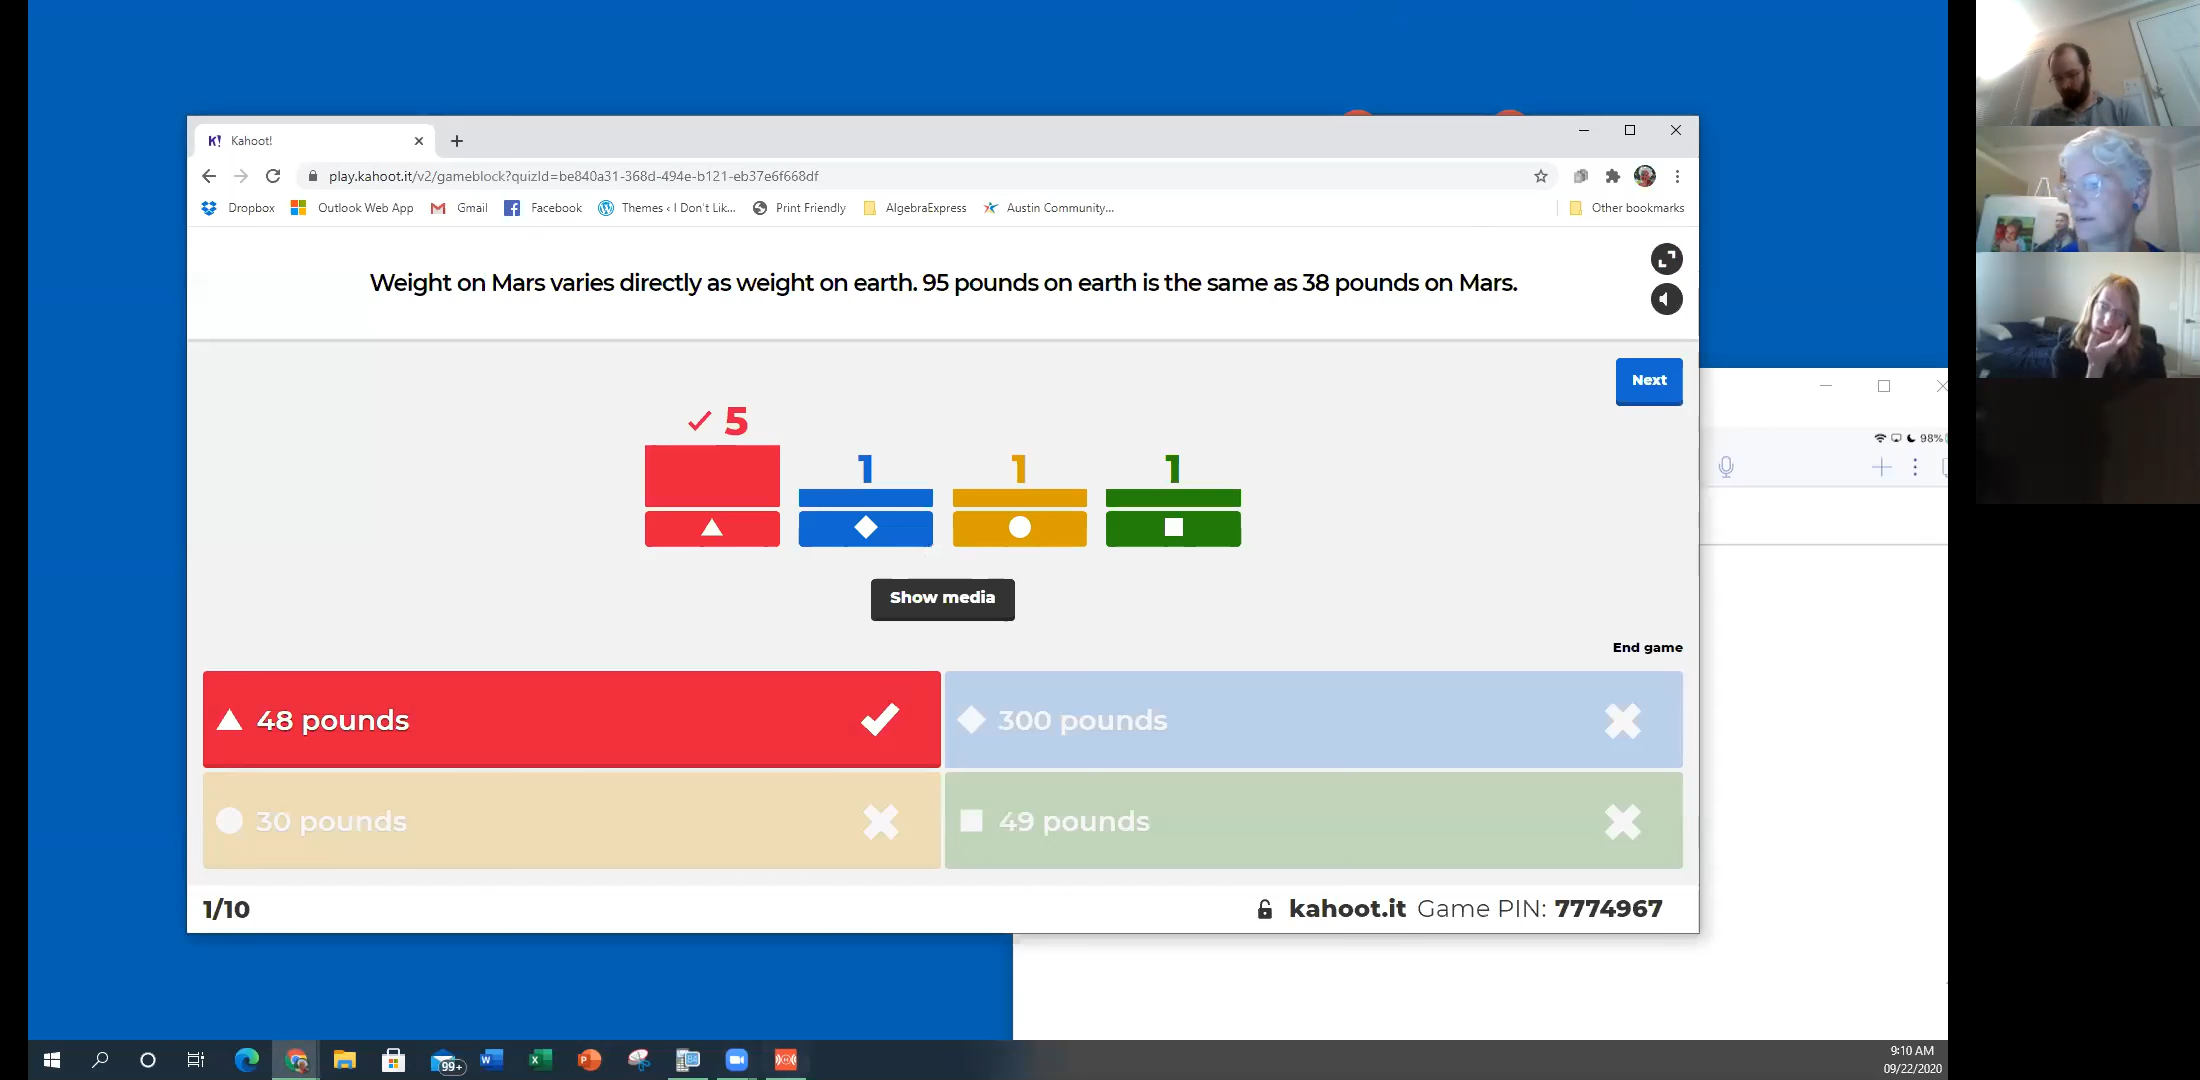 K! Kahoot!
play.kahoot.it/v2/gameblock?quizId=be840a31-368d-494e-b121-eb37e6f668df
Dropbox Outlook Web App Gmail Facebook Themes ‹ I Don't Lik... Print Friendly AlgebraExpress Austin Community... Other bookmarks
Weight on Mars varies directly as weight on earth. 95 pounds on earth is the same as 38 pounds on Mars.
Next
5
1
1
1
98%
Show media
End game
48 pounds
300 pounds
30 pounds
49 pounds
1/10
kahoot.it Game PIN: 7774967
99+
9:10 AM
09/22/2020